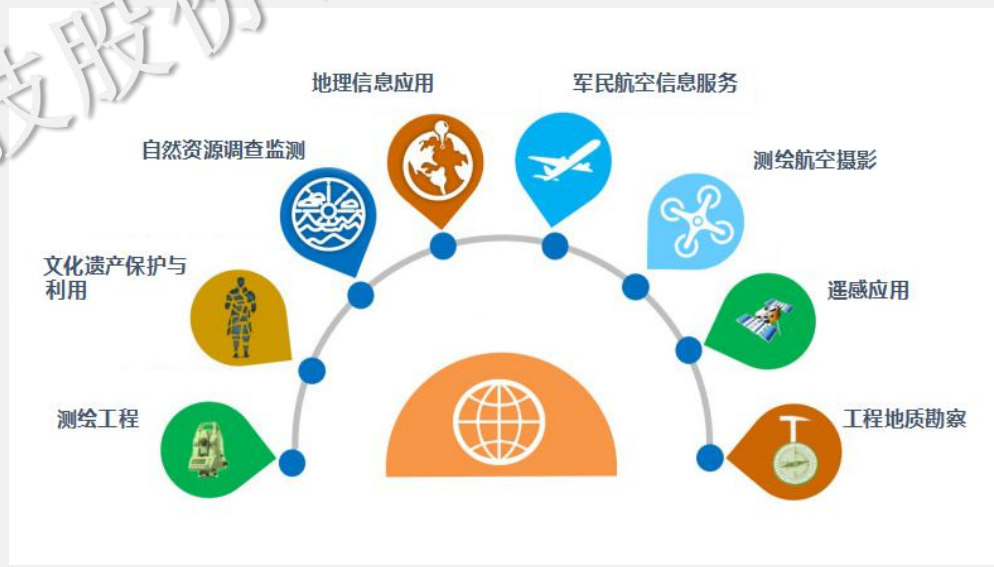 技股份
地理信息应用
军民航空信息服务
自然资源调查监测
测绘航空摄影
文化遗产保护与
利用
遥感应用
测绘工程
工程地质勘察